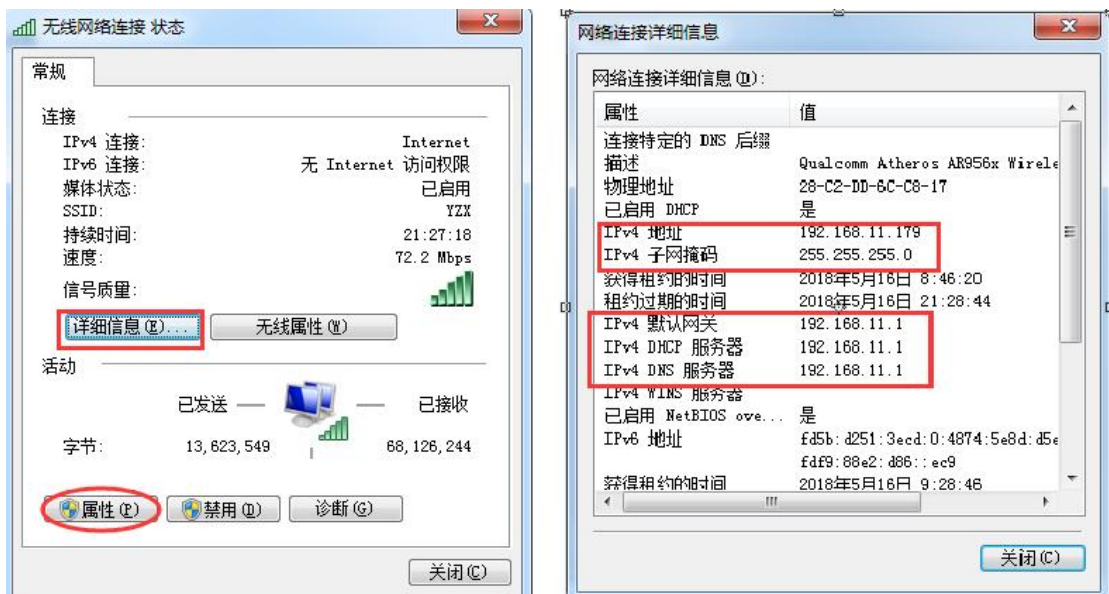 无线网络连接 状态
常规
连接
IPv4 连接: Internet
IPv6 连接: 无 Internet 访问权限
媒体状态: 已启用
SSID: YZX
持续时间: 21:27:18
速度: 72.2 Mbps
信号质量:
详细信息(E)... 无线属性(W)
活动
已发送 — — 已接收
字节: 13,623,549 68,126,244
属性(P) 禁用(D) 诊断(G)
关闭(C)
网络连接详细信息
网络连接详细信息(D):
属性 值
连接特定的 DNS 后缀
描述 Qualcomm Atheros AR956x Wirele
物理地址 28-C2-DD-6C-C8-17
已启用 DHCP 是
IPv4 地址 192.168.11.179
IPv4 子网掩码 255.255.255.0
获得租约的时间 2018年5月16日 8:46:20
租约过期的时间 2018年5月16日 21:28:44
IPv4 默认网关 192.168.11.1
IPv4 DHCP 服务器 192.168.11.1
IPv4 DNS 服务器 192.168.11.1
IPv4 WINS 服务器
已启用 NetBIOS ove... 是
IPv6 地址 fd5b:d251:3ecd:0:4874:5e8d:d5e
fdf9:88e2:d86::ec9
获得租约的时间 2018年5月16日 9:28:46
关闭(C)